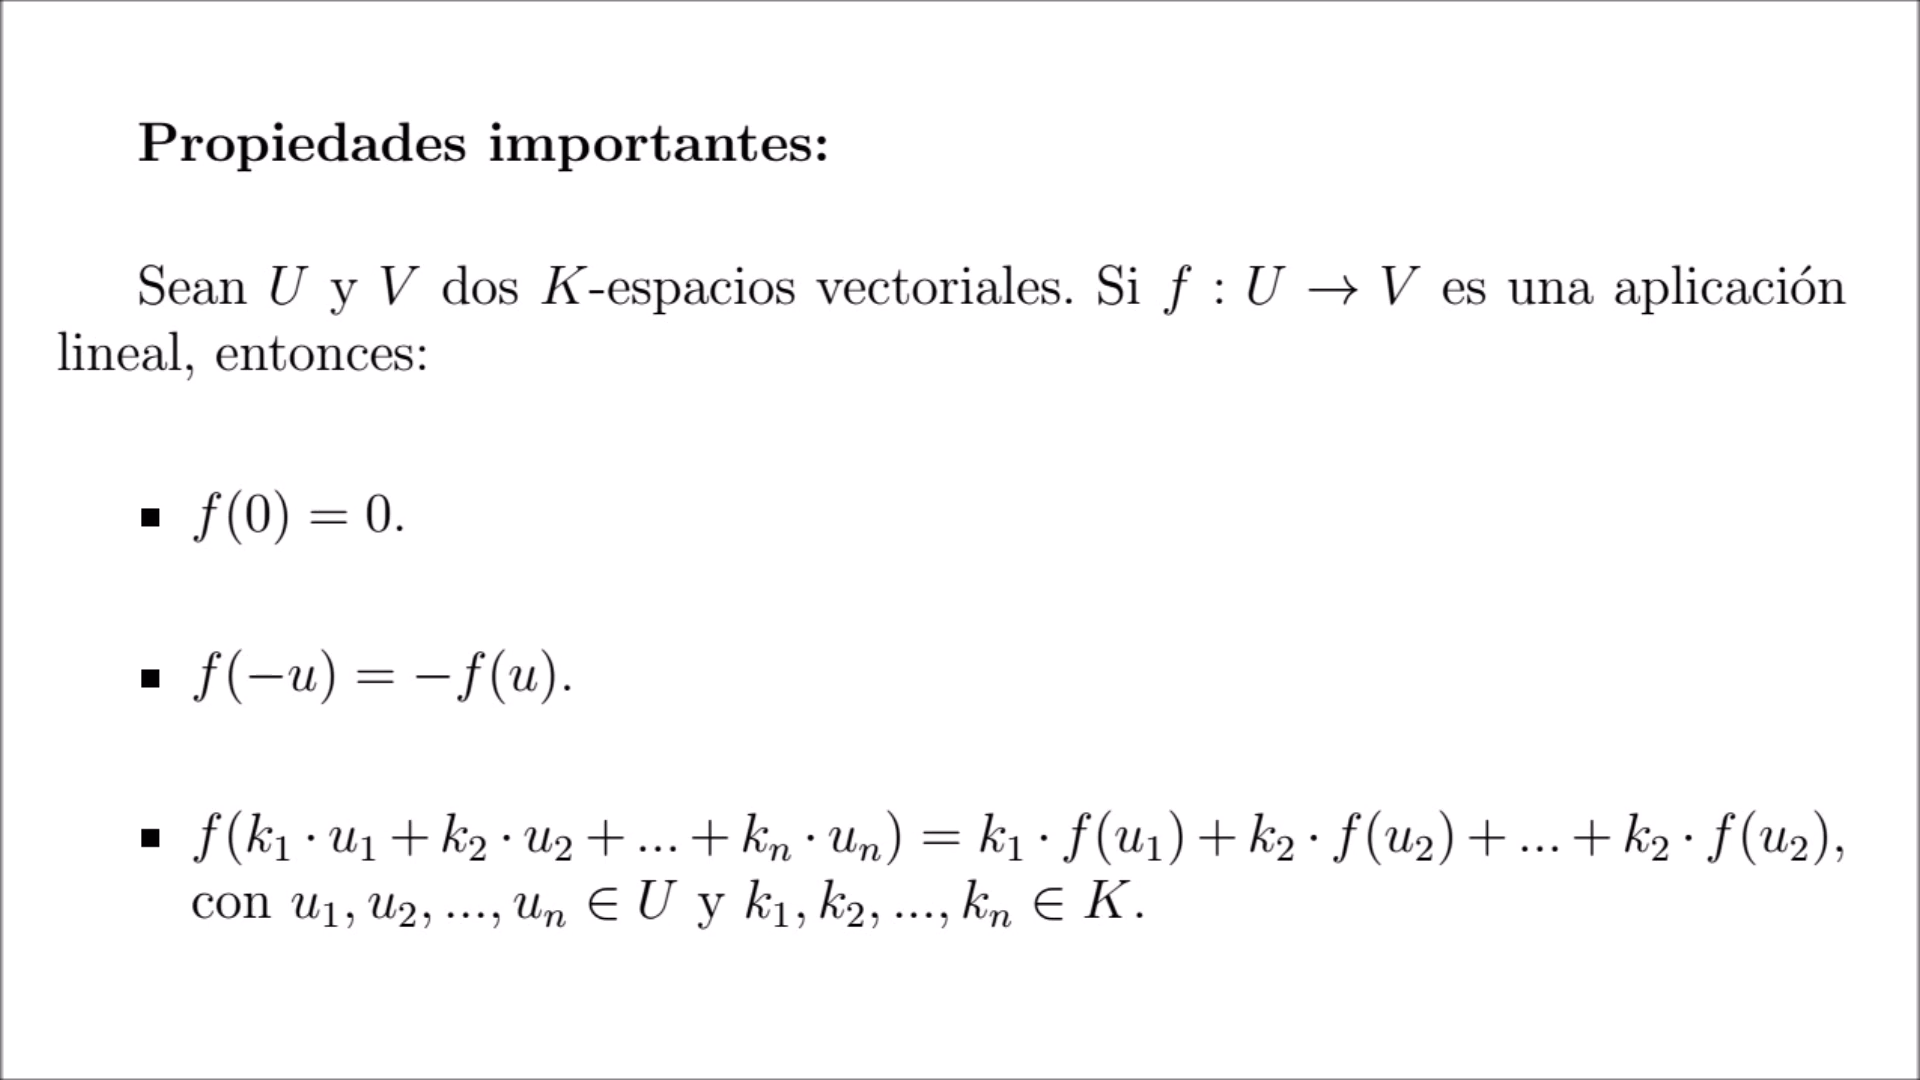 Propiedades importantes:
Sean U y V dos K-espacios vectoriales. Si f : U → V es una aplicación
lineal, entonces:
▪ f(0) = 0.
▪ f(−u) = −f(u).
▪ f(k₁ · u₁ + k₂ · u₂ + ... + kₙ · uₙ) = k₁ · f(u₁) + k₂ · f(u₂) + ... + k₂ · f(u₂),
con u₁, u₂, ..., uₙ ∈ U y k₁, k₂, ..., kₙ ∈ K.